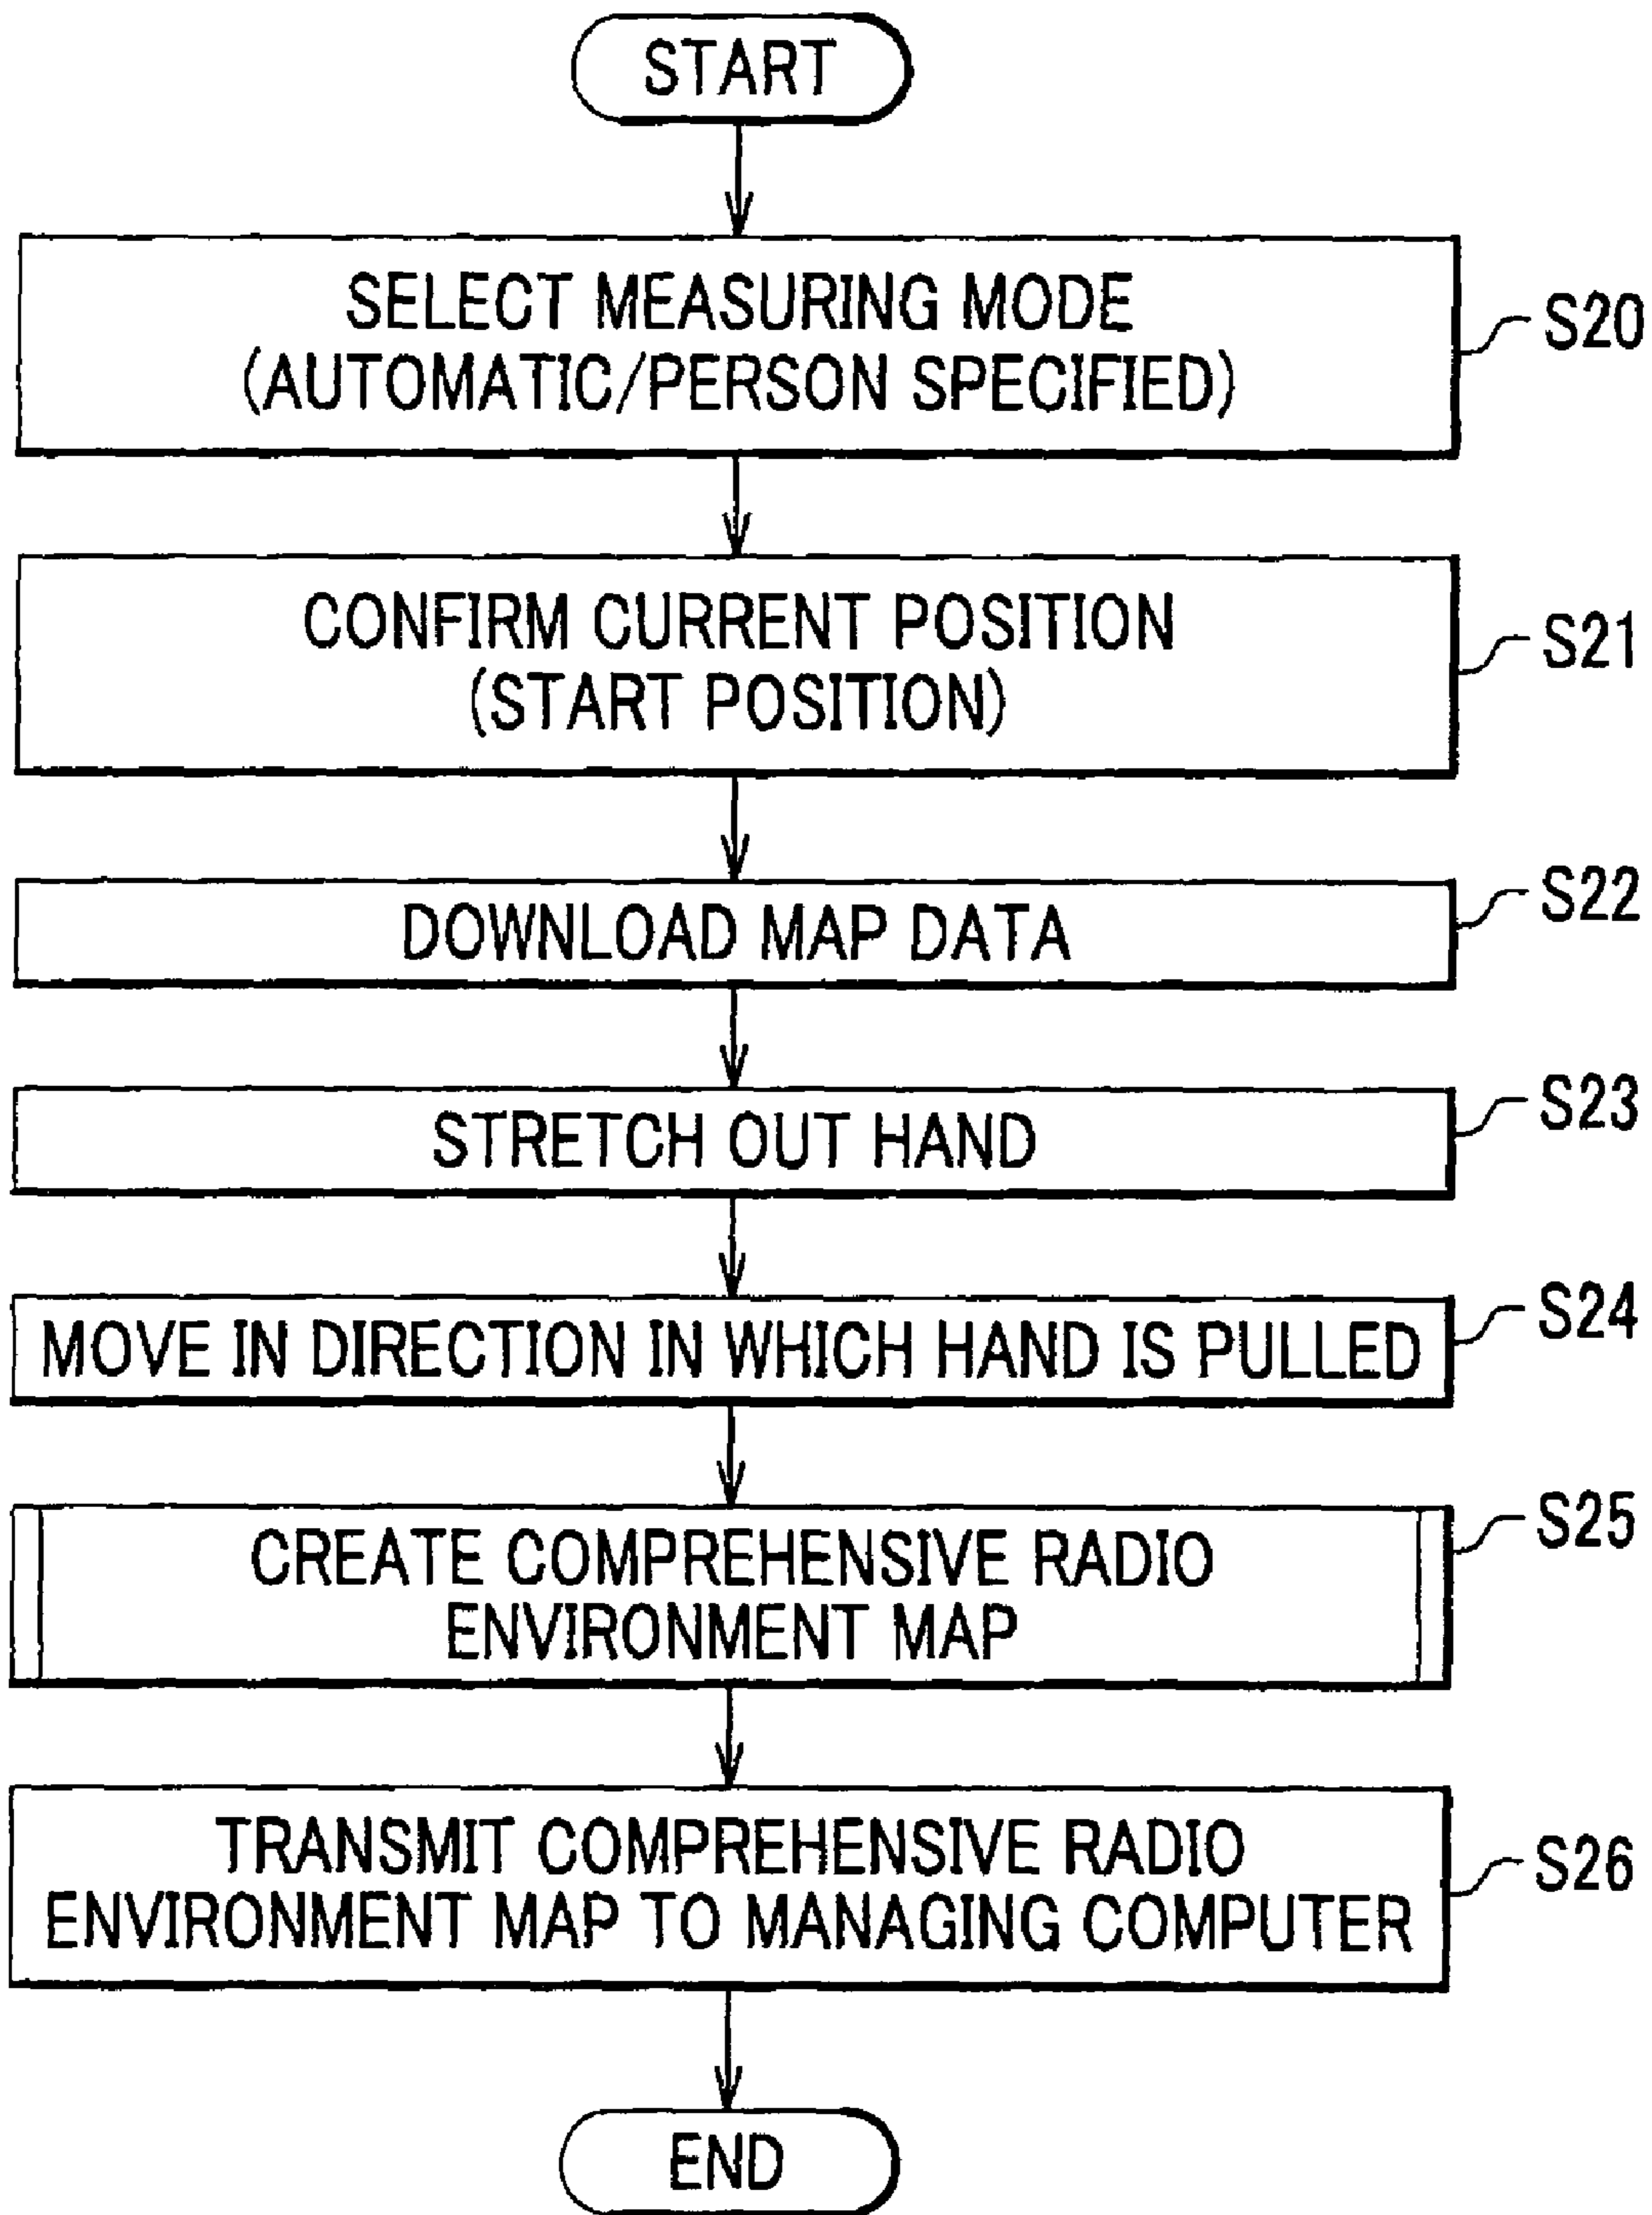 START
SELECT MEASURING MODE
(AUTOMATIC/PERSON SPECIFIED)
S20
CONFIRM CURRENT POSITION
(START POSITION)
S21
DOWNLOAD MAP DATA
S22
STRETCH OUT HAND
S23
MOVE IN DIRECTION IN WHICH HAND IS PULLED
S24
CREATE COMPREHENSIVE RADIO
ENVIRONMENT MAP
S25
TRANSMIT COMPREHENSIVE RADIO
ENVIRONMENT MAP TO MANAGING COMPUTER
S26
END